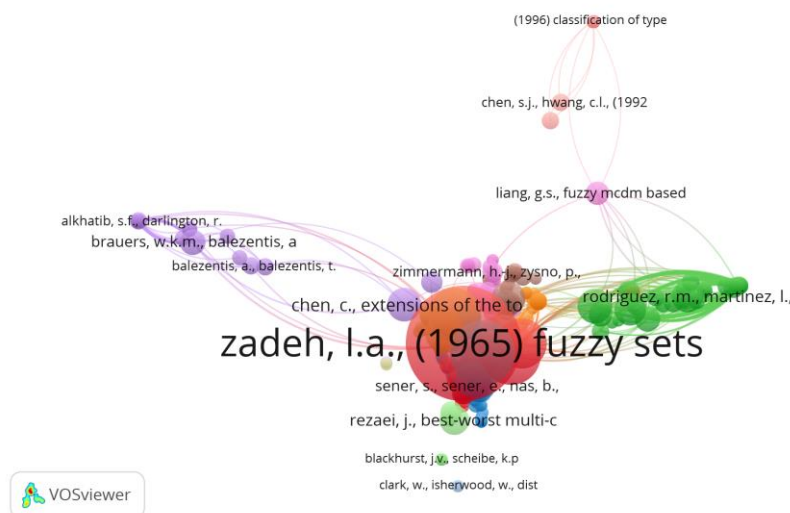 (1996) classification of type
chen, s.j., hwang, c.l., (1992
liang, g.s., fuzzy mcdm based
alkhatib, s.f., darlington, r.
brauers, w.k.m., balezentis, a
balezentis, a., balezentis, t.
zimmermann, h.-j., zysno, p.,
chen, c., extensions of the to
rodriguez, r.m., martinez, l.,
zadeh, l.a., (1965) fuzzy sets
sener, s., sener, e., nas, b.,
rezaei, j., best-worst multi-c
blackhurst, j.v., scheibe, k.p
clark, w., isherwood, w., dist
VOSviewer